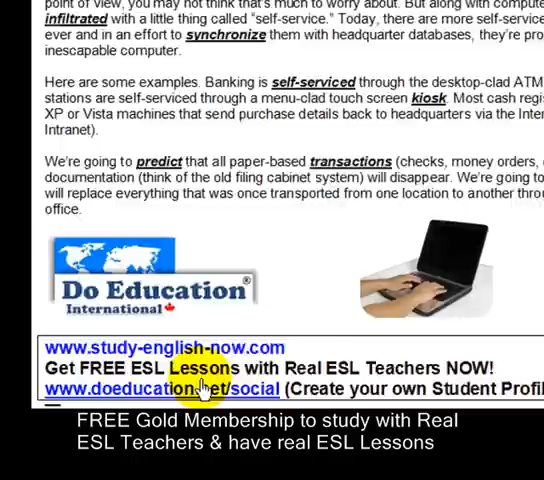 point of view, you may not think that's much to worry about. But along with compute
infiltrated with a little thing called "self-service." Today, there are more self-service
ever and in an effort to synchronize them with headquarter databases, they're pro
inescapable computer.
Here are some examples. Banking is self-serviced through the desktop-clad ATM
stations are self-serviced through a menu-clad touch screen kiosk. Most cash regi
XP or Vista machines that send purchase details back to headquarters via the Inter
Intranet).
We're going to predict that all paper-based transactions (checks, money orders,
documentation (think of the old filing cabinet system) will disappear. We're going to
will replace everything that was once transported from one location to another throu
office.
Do Education®
International
www.study-english-now.com
Get FREE ESL Lessons with Real ESL Teachers NOW!
www.doeducation.net/social (Create your own Student Profil
FREE Gold Membership to study with Real
ESL Teachers & have real ESL Lessons